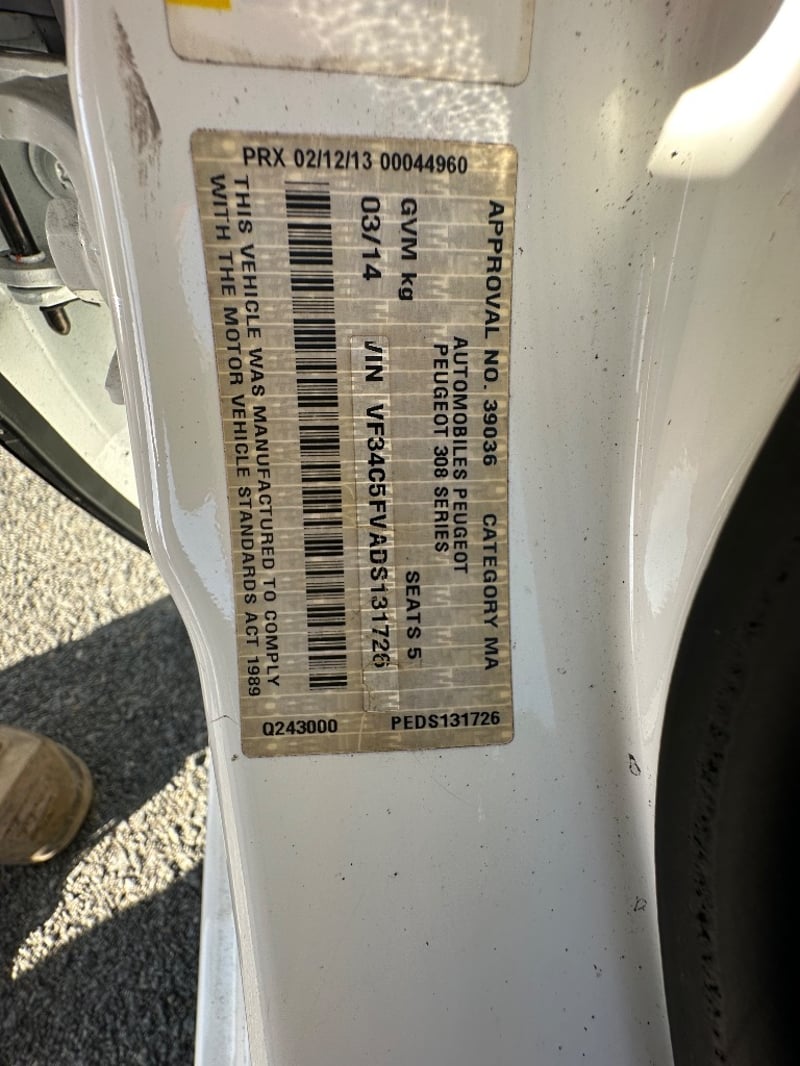 PRX 02/12/13 00044960
APPROVAL NO. 39036 CATEGORY MA
AUTOMOBILES PEUGEOT
PEUGEOT 308 SERIES
GVM kg SEATS 5
03/14 VIN VF34C5FVADS131726
THIS VEHICLE WAS MANUFACTURED TO COMPLY
WITH THE MOTOR VEHICLE STANDARDS ACT 1989
Q243000 PEDS131726